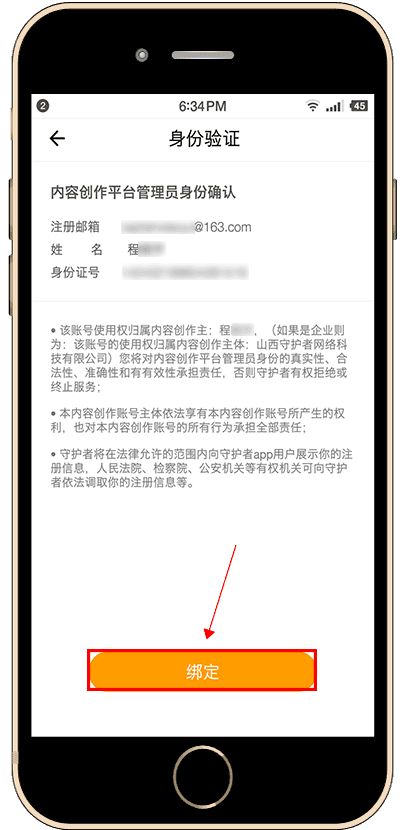 2 6:34PM 45
身份验证
内容创作平台管理员身份确认
注册邮箱 @163.com
姓 名 程
身份证号
• 该账号使用权归属内容创作主：程 ，（如果是企业则
为：该账号的使用权归属内容创作主体：山西守护者网络科
技有限公司）您将对内容创作平台管理员身份的真实性、合
法性、准确性和有有效性承担责任，否则守护者有权拒绝或
终止服务；
• 本内容创作账号主体依法享有本内容创作账号所产生的权
利，也对本内容创作账号的所有行为承担全部责任；
• 守护者将在法律允许的范围内向守护者app用户展示你的注
册信息，人民法院、检察院、公安机关等有权机关可向守护
者依法调取你的注册信息等。
绑定